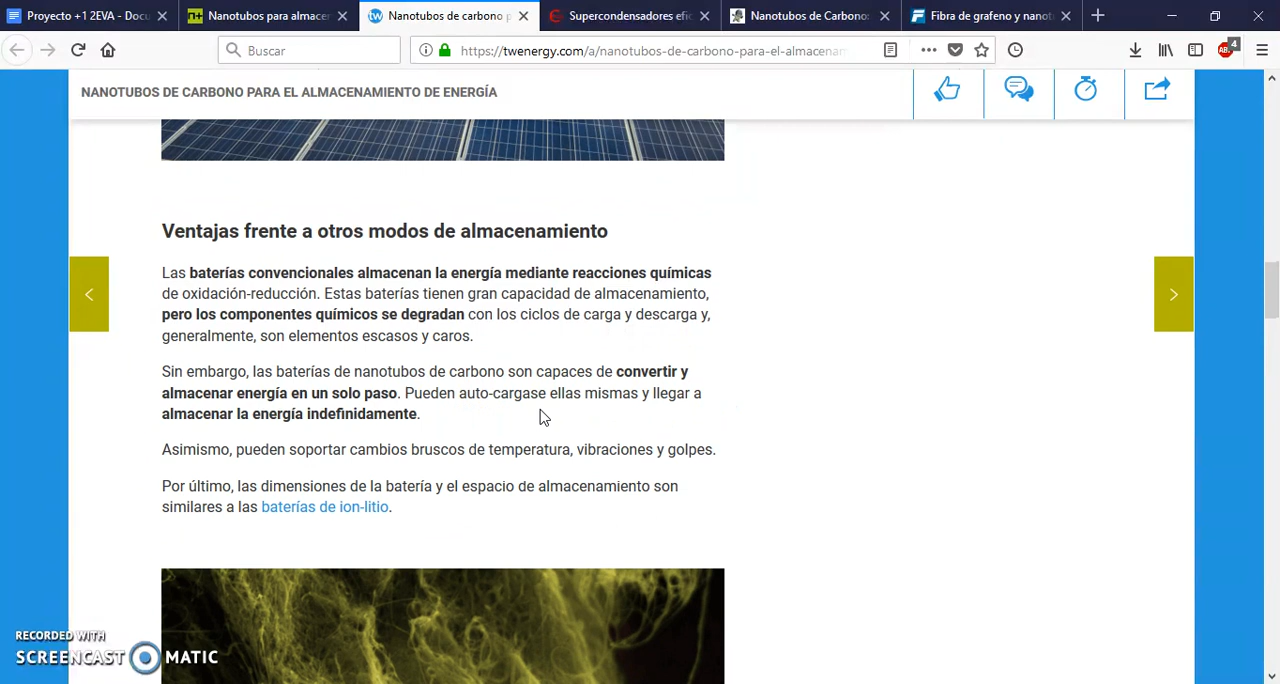 Proyecto +1 2EVA - Docu
Nanotubos para almacer
tw Nanotubos de carbono p
Supercondensadores efic
Nanotubos de Carbono:
Fibra de grafeno y nanot
Buscar
https://twenergy.com/a/nanotubos-de-carbono-para-el-almacenam
4
NANOTUBOS DE CARBONO PARA EL ALMACENAMIENTO DE ENERGÍA
Ventajas frente a otros modos de almacenamiento
Las baterías convencionales almacenan la energía mediante reacciones químicas
de oxidación-reducción. Estas baterías tienen gran capacidad de almacenamiento,
pero los componentes químicos se degradan con los ciclos de carga y descarga y,
generalmente, son elementos escasos y caros.
Sin embargo, las baterías de nanotubos de carbono son capaces de convertir y
almacenar energía en un solo paso. Pueden auto-cargase ellas mismas y llegar a
almacenar la energía indefinidamente.
Asimismo, pueden soportar cambios bruscos de temperatura, vibraciones y golpes.
Por último, las dimensiones de la batería y el espacio de almacenamiento son
similares a las baterías de ion-litio.
RECORDED WITH
SCREENCAST MATIC